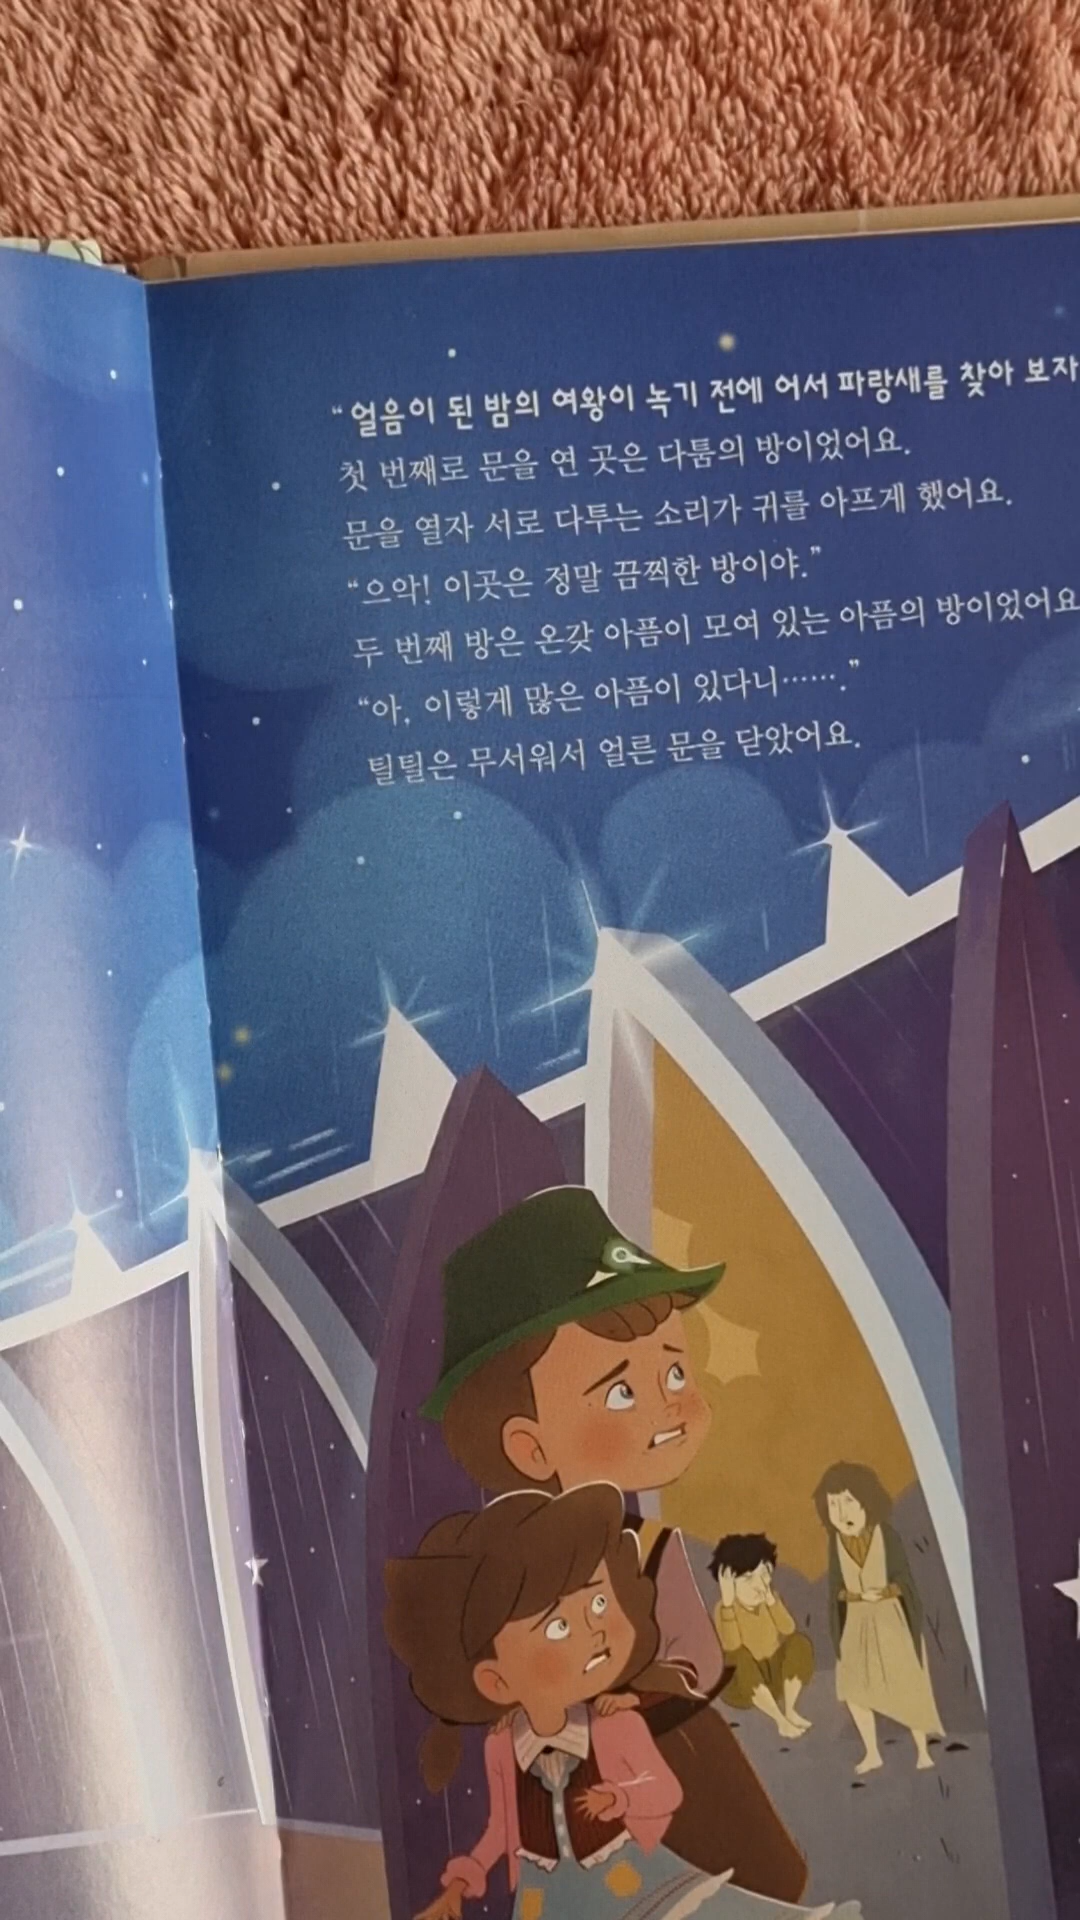 “얼음이 된 밤의 여왕이 녹기 전에 어서 파랑새를 찾아 보자
첫 번째로 문을 연 곳은 다툼의 방이었어요.
문을 열자 서로 다투는 소리가 귀를 아프게 했어요.
“으악! 이곳은 정말 끔찍한 방이야.”
두 번째 방은 온갖 아픔이 모여 있는 아픔의 방이었어요
“아, 이렇게 많은 아픔이 있다니…….”
틸틸은 무서워서 얼른 문을 닫았어요.